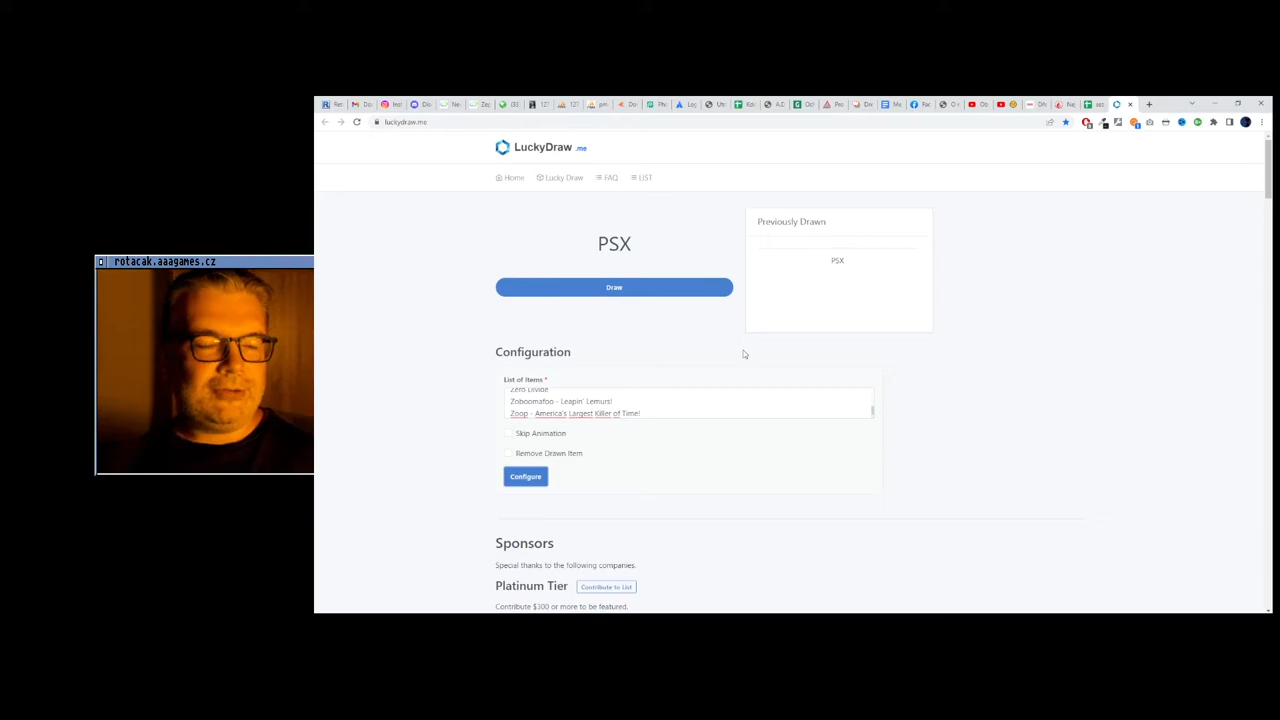 luckydraw.me
LuckyDraw .me
Home
Lucky Draw
FAQ
LIST
PSX
Previously Drawn
PSX
Draw
rotacak.aaagames.cz
Configuration
List of Items *
Zero Divide
Zoboomafoo - Leapin' Lemurs!
Zoop - America's Largest Killer of Time!
Skip Animation
Remove Drawn Item
Configure
Sponsors
Special thanks to the following companies.
Platinum Tier
Contribute to List
Contribute $300 or more to be featured.